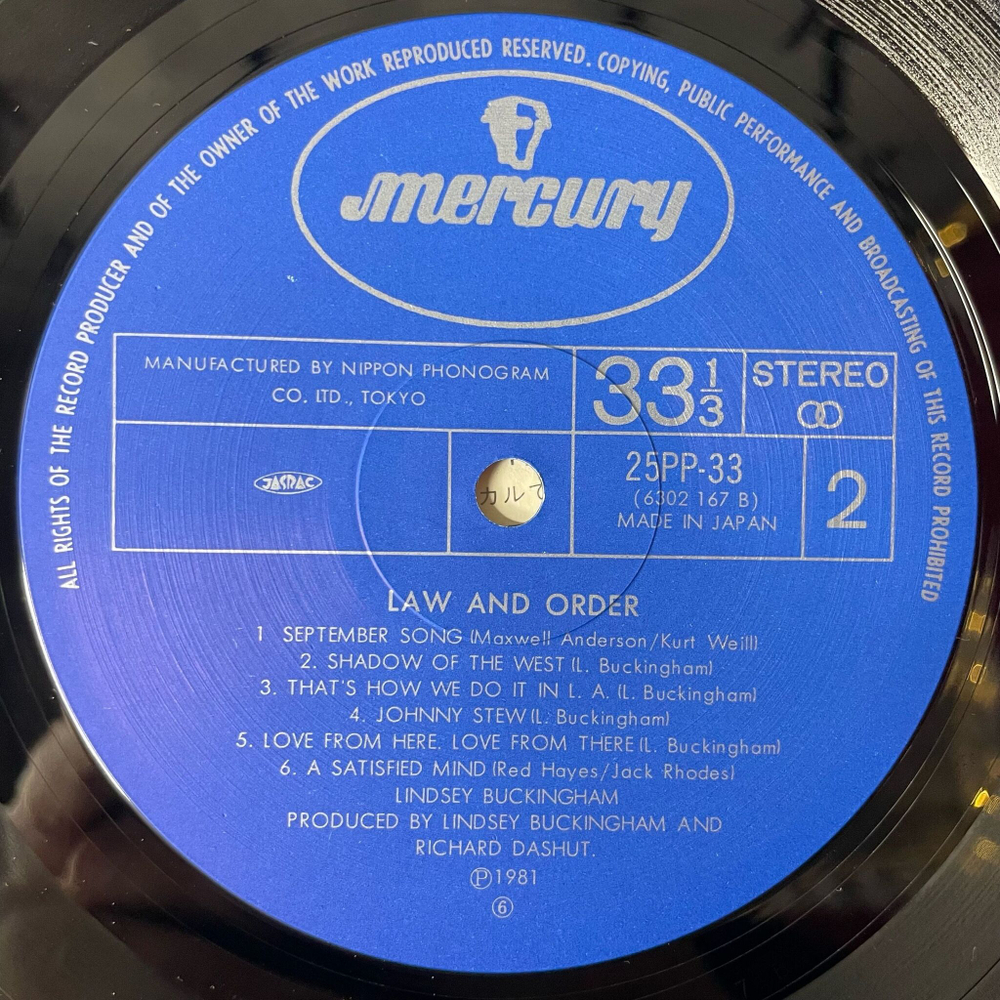 ALL RIGHTS OF THE RECORD PRODUCER AND OF THE OWNER OF THE WORK REPRODUCED RESERVED. COPYING, PUBLIC PERFORMANCE AND BROADCASTING OF THIS RECORD PROHIBITED
mercury
MANUFACTURED BY NIPPON PHONOGRAM
CO. LTD., TOKYO
33 1/3
STEREO
JASRAC
カルて
25PP-33
(6302 167 B)
MADE IN JAPAN
2
LAW AND ORDER
1 SEPTEMBER SONG (Maxwell Anderson/Kurt Weill)
2. SHADOW OF THE WEST (L. Buckingham)
3. THAT'S HOW WE DO IT IN L. A. (L. Buckingham)
4. JOHNNY STEW (L. Buckingham)
5. LOVE FROM HERE. LOVE FROM THERE (L. Buckingham)
6. A SATISFIED MIND (Red Hayes/Jack Rhodes)
LINDSEY BUCKINGHAM
PRODUCED BY LINDSEY BUCKINGHAM AND
RICHARD DASHUT.
Ⓟ1981
⑥